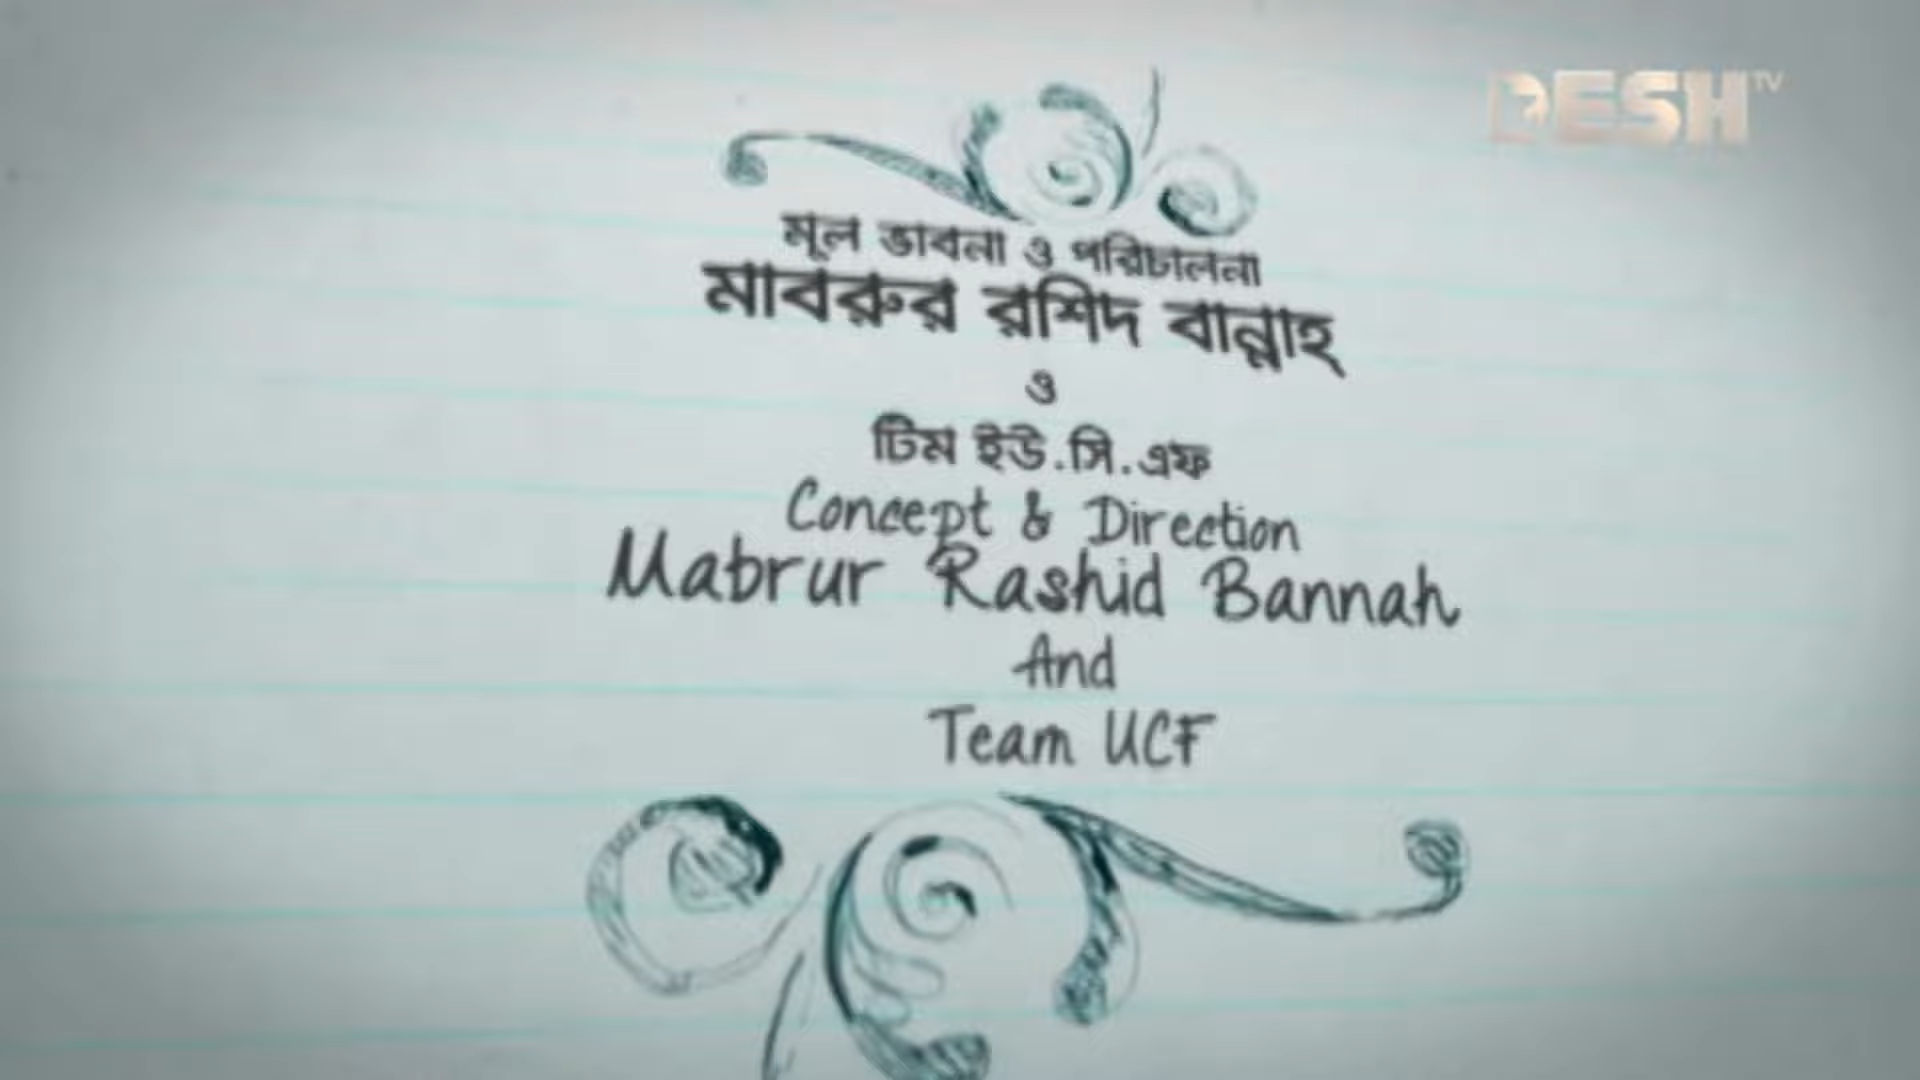 DESH TV
মূল ভাবনা ও পরিচালনা
মাবরুর রশিদ বান্নাহ্
ও
টিম ইউ.সি.এফ
Concept & Direction
Mabrur Rashid Bannah
And
Team UCF